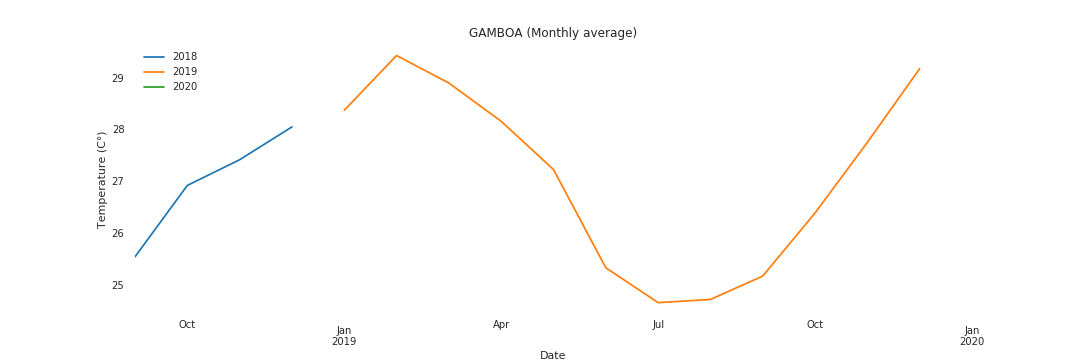 GAMBOA (Monthly average)
2018
2019
2020
29
28
27
26
25
Temperature (C°)
Oct
Jan
2019
Apr
Jul
Oct
Jan
2020
Date